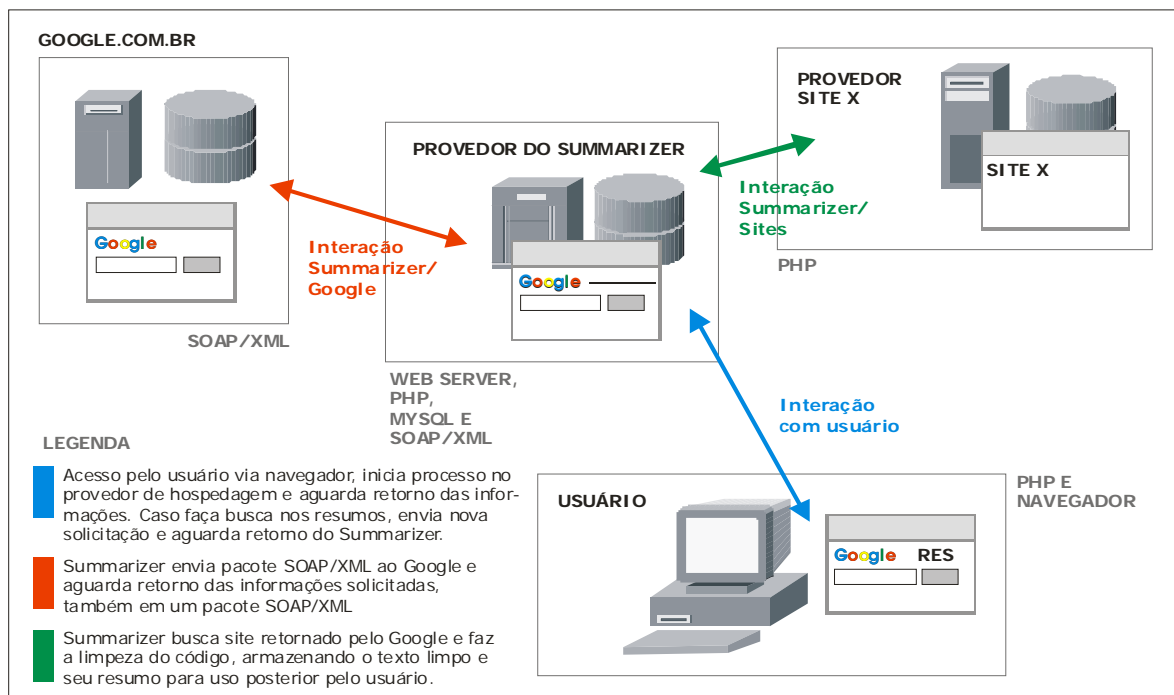 GOOGLE.COM.BR
Google
SOAP/XML
Interação
Summarizer/
Google
PROVEDOR DO SUMMARIZER
Google
WEB SERVER,
PHP,
MYSQL E
SOAP/XML
Interação
Summarizer/
Sites
PROVEDOR
SITE X
SITE X
PHP
Interação
com usuário
USUÁRIO
Google RES
PHP E
NAVEGADOR
LEGENDA
Acesso pelo usuário via navegador, inicia processo no
provedor de hospedagem e aguarda retorno das infor-
mações. Caso faça busca nos resumos, envia nova
solicitação e aguarda retorno do Summarizer.
Summarizer envia pacote SOAP/XML ao Google e
aguarda retorno das informações solicitadas,
também em um pacote SOAP/XML
Summarizer busca site retornado pelo Google e faz
a limpeza do código, armazenando o texto limpo e
seu resumo para uso posterior pelo usuário.